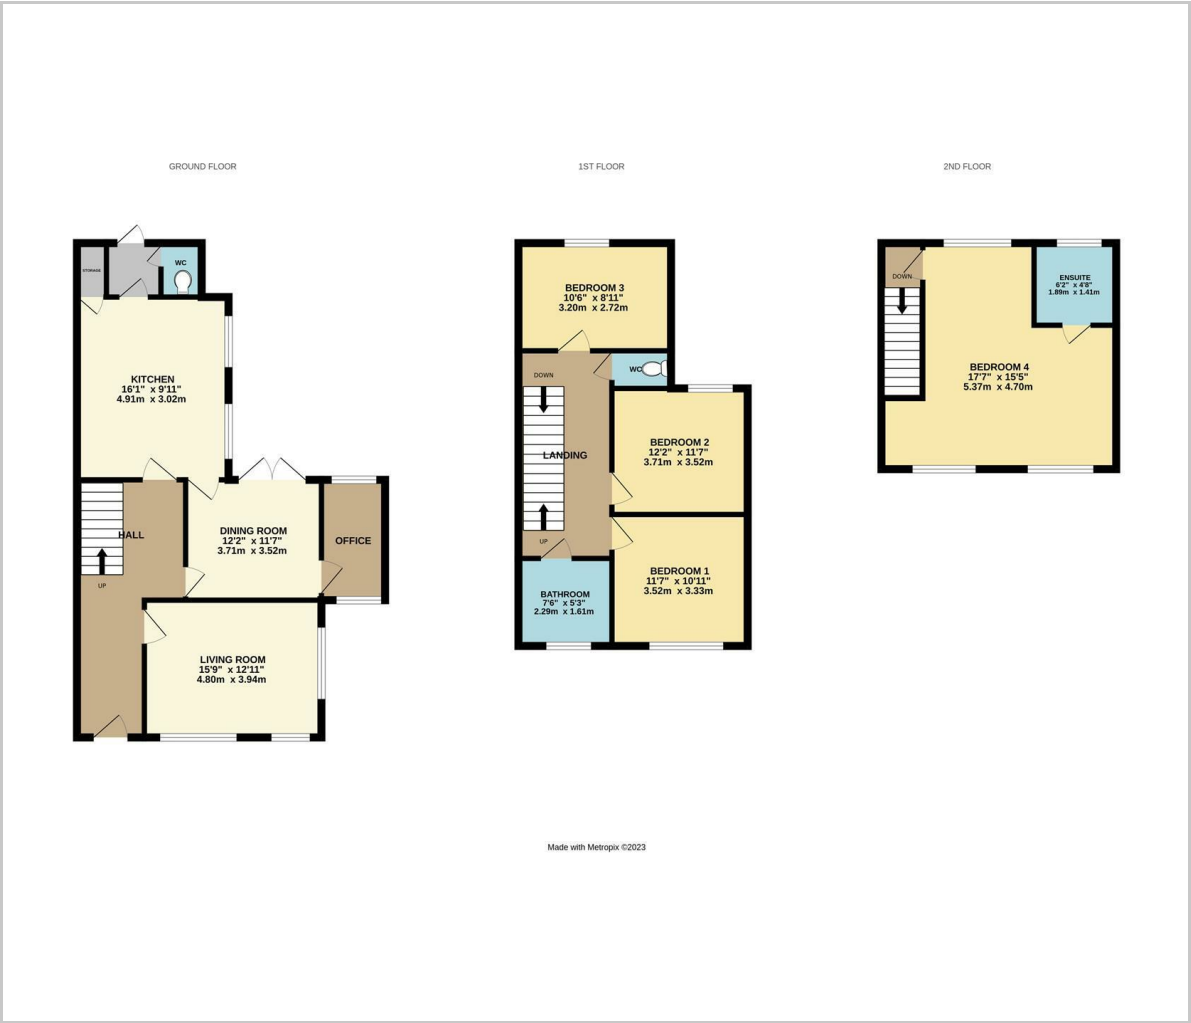 GROUND FLOOR
1ST FLOOR
2ND FLOOR
STORAGE
WC
KITCHEN
16'1" x 9'11"
4.91m x 3.02m
HALL
UP
DINING ROOM
12'2" x 11'7"
3.71m x 3.52m
OFFICE
LIVING ROOM
15'9" x 12'11"
4.80m x 3.94m
BEDROOM 3
10'6" x 8'11"
3.20m x 2.72m
DOWN
WC
LANDING
BEDROOM 2
12'2" x 11'7"
3.71m x 3.52m
UP
BEDROOM 1
11'7" x 10'11"
3.52m x 3.33m
BATHROOM
7'6" x 5'3"
2.29m x 1.61m
DOWN
ENSUITE
6'2" x 4'8"
1.89m x 1.41m
BEDROOM 4
17'7" x 15'5"
5.37m x 4.70m
Made with Metropix ©2023